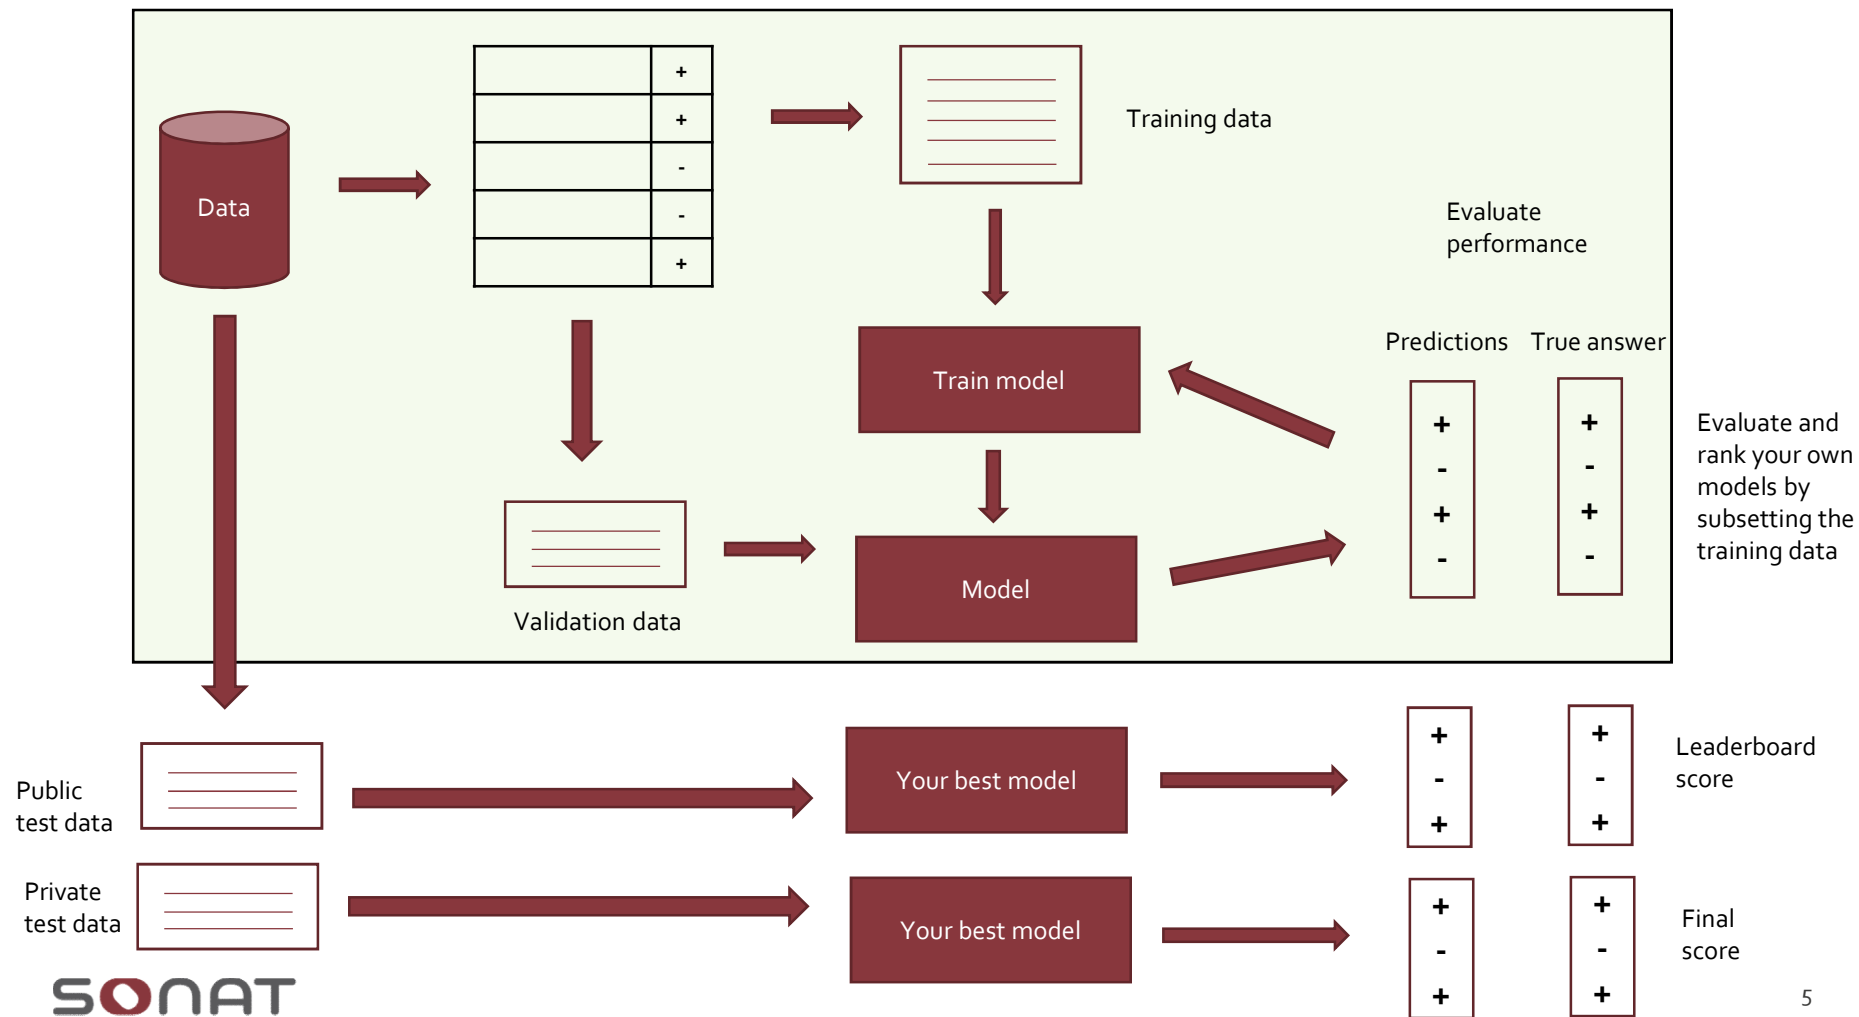 Data
+
+
-
-
+
Training data
Evaluate
performance
Train model
Predictions True answer
+ +
- -
+ +
- -
Evaluate and
rank your own
models by
subsetting the
training data
Validation data
Model
Public
test data
Your best model
+ +
- -
+ +
Leaderboard
score
Private
test data
Your best model
+ +
- -
+ +
Final
score
SONAT
5